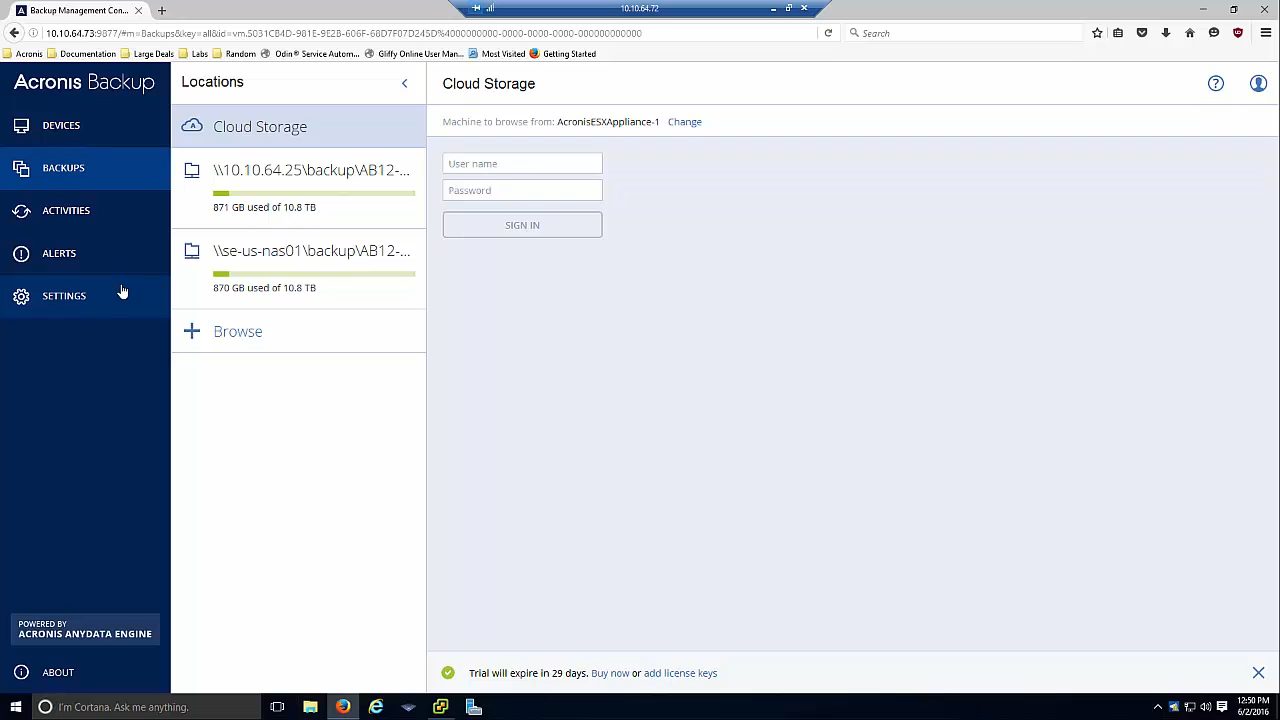 Backup Management Con...
10.10.64.72
10.10.64.73:9877/#m=Backups&key=all&id=vm.5031CB4D-981E-9E2B-606F-68D7F07D245D%4000000000-0000-0000-0000-000000000000
Search
Acronis
Documentation
Large Deals
Labs
Random
Odin® Service Autom...
Gliffy Online User Man...
Most Visited
Getting Started
Acronis Backup
DEVICES
BACKUPS
ACTIVITIES
ALERTS
SETTINGS
POWERED BY
ACRONIS ANYDATA ENGINE
ABOUT
Locations
Cloud Storage
\\10.10.64.25\backup\AB12-...
871 GB used of 10.8 TB
\\se-us-nas01\backup\AB12-...
870 GB used of 10.8 TB
Browse
Cloud Storage
Machine to browse from: AcronisESXAppliance-1 Change
User name
Password
SIGN IN
Trial will expire in 29 days. Buy now or add license keys
I'm Cortana. Ask me anything.
12:50 PM
6/2/2016